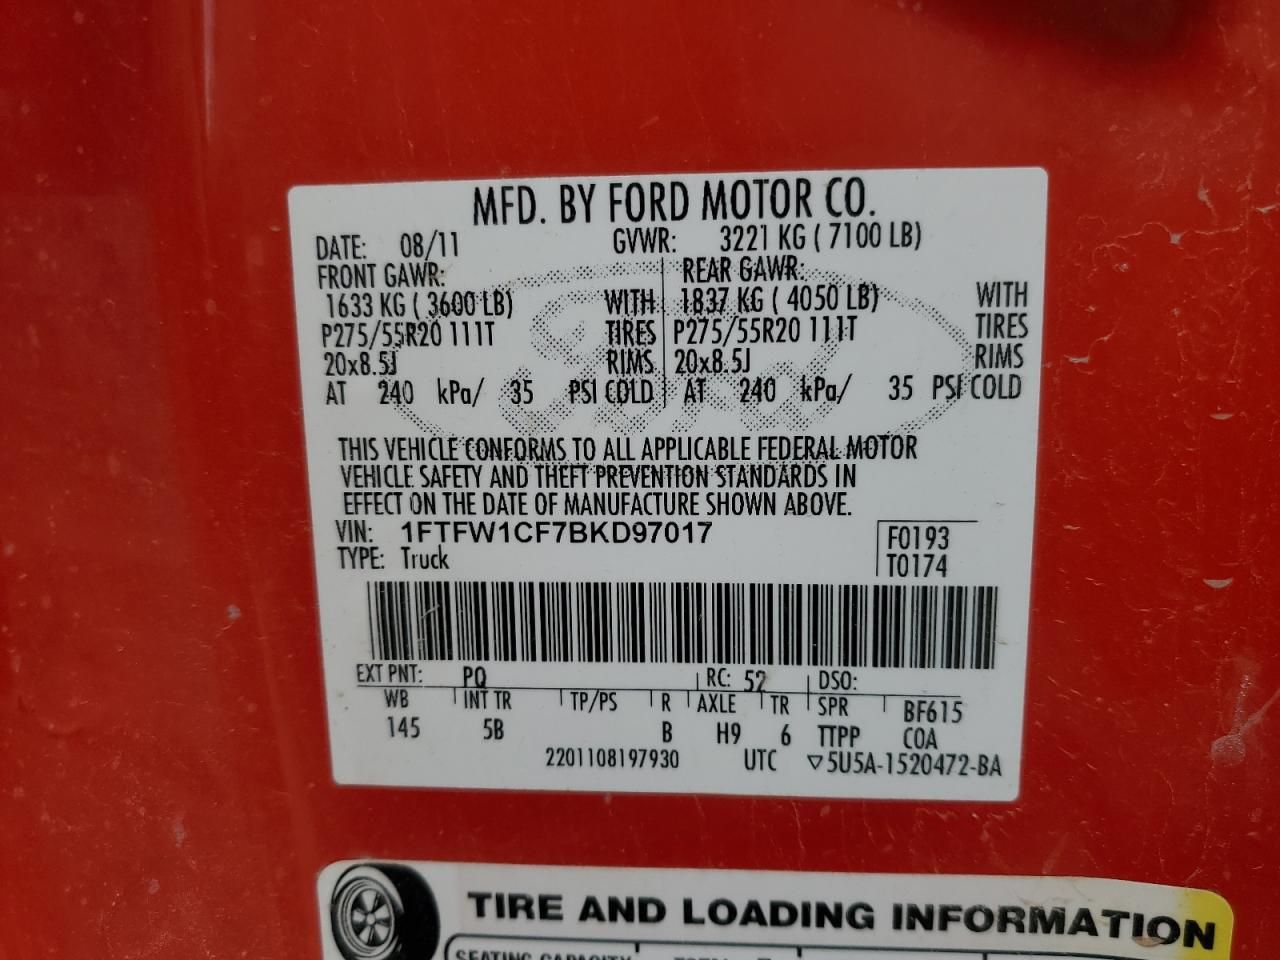 MFD. BY FORD MOTOR CO.
DATE: 08/11 GVWR: 3221 KG ( 7100 LB)
FRONT GAWR: REAR GAWR:
1633 KG ( 3600 LB) WITH 1837 KG ( 4050 LB) WITH
P275/55R20 111T TIRES P275/55R20 111T TIRES
20x8.5J RIMS 20x8.5J RIMS
AT 240 kPa/ 35 PSI COLD AT 240 kPa/ 35 PSI COLD
THIS VEHICLE CONFORMS TO ALL APPLICABLE FEDERAL MOTOR
VEHICLE SAFETY AND THEFT PREVENTION STANDARDS IN
EFFECT ON THE DATE OF MANUFACTURE SHOWN ABOVE.
VIN: 1FTFW1CF7BKD97017 F0193
TYPE: Truck T0174
EXT PNT: PQ RC: 52 DSO:
WB INT TR TP/PS R AXLE TR SPR BF615
145 5B B H9 6 TTPP COA
2201108197930 UTC ▽5U5A-1520472-BA
TIRE AND LOADING INFORMATION
SEATING CAPACITY